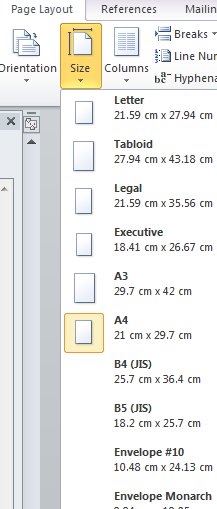 Page Layout References Mailin
Breaks
Line Num
Orientation Size Columns bc Hyphena
Letter
21.59 cm x 27.94 cm
Tabloid
27.94 cm x 43.18 cm
Legal
21.59 cm x 35.56 cm
Executive
18.41 cm x 26.67 cm
A3
29.7 cm x 42 cm
A4
21 cm x 29.7 cm
B4 (JIS)
25.7 cm x 36.4 cm
B5 (JIS)
18.2 cm x 25.7 cm
Envelope #10
10.48 cm x 24.13 cm
Envelope Monarch